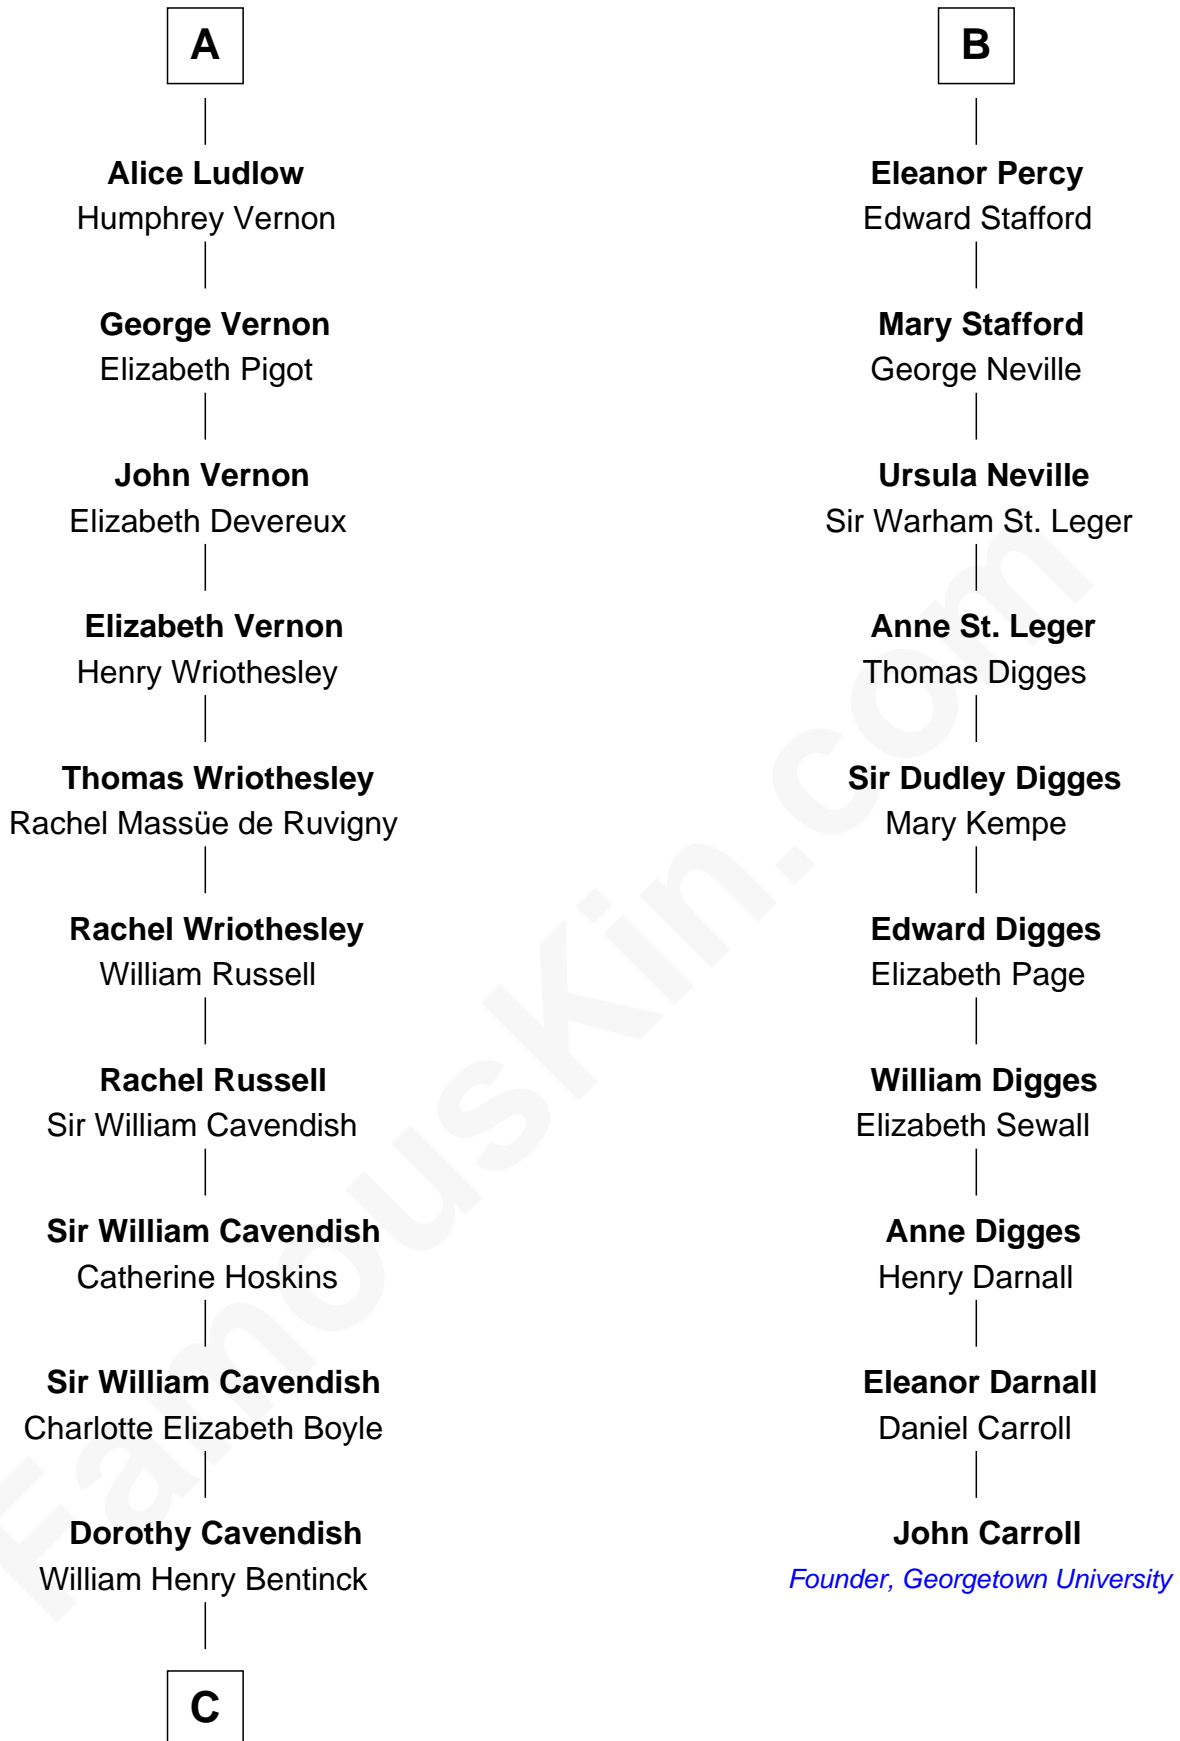 A
Alice Ludlow
Humphrey Vernon
George Vernon
Elizabeth Pigot
John Vernon
Elizabeth Devereux
Elizabeth Vernon
Henry Wriothesley
Thomas Wriothesley
Rachel Massüe de Ruvigny
Rachel Wriothesley
William Russell
Rachel Russell
Sir William Cavendish
Sir William Cavendish
Catherine Hoskins
Sir William Cavendish
Charlotte Elizabeth Boyle
Dorothy Cavendish
William Henry Bentinck
C
B
Eleanor Percy
Edward Stafford
Mary Stafford
George Neville
Ursula Neville
Sir Warham St. Leger
Anne St. Leger
Thomas Digges
Sir Dudley Digges
Mary Kempe
Edward Digges
Elizabeth Page
William Digges
Elizabeth Sewall
Anne Digges
Henry Darnall
Eleanor Darnall
Daniel Carroll
John Carroll
Founder, Georgetown University
FamousKin.com